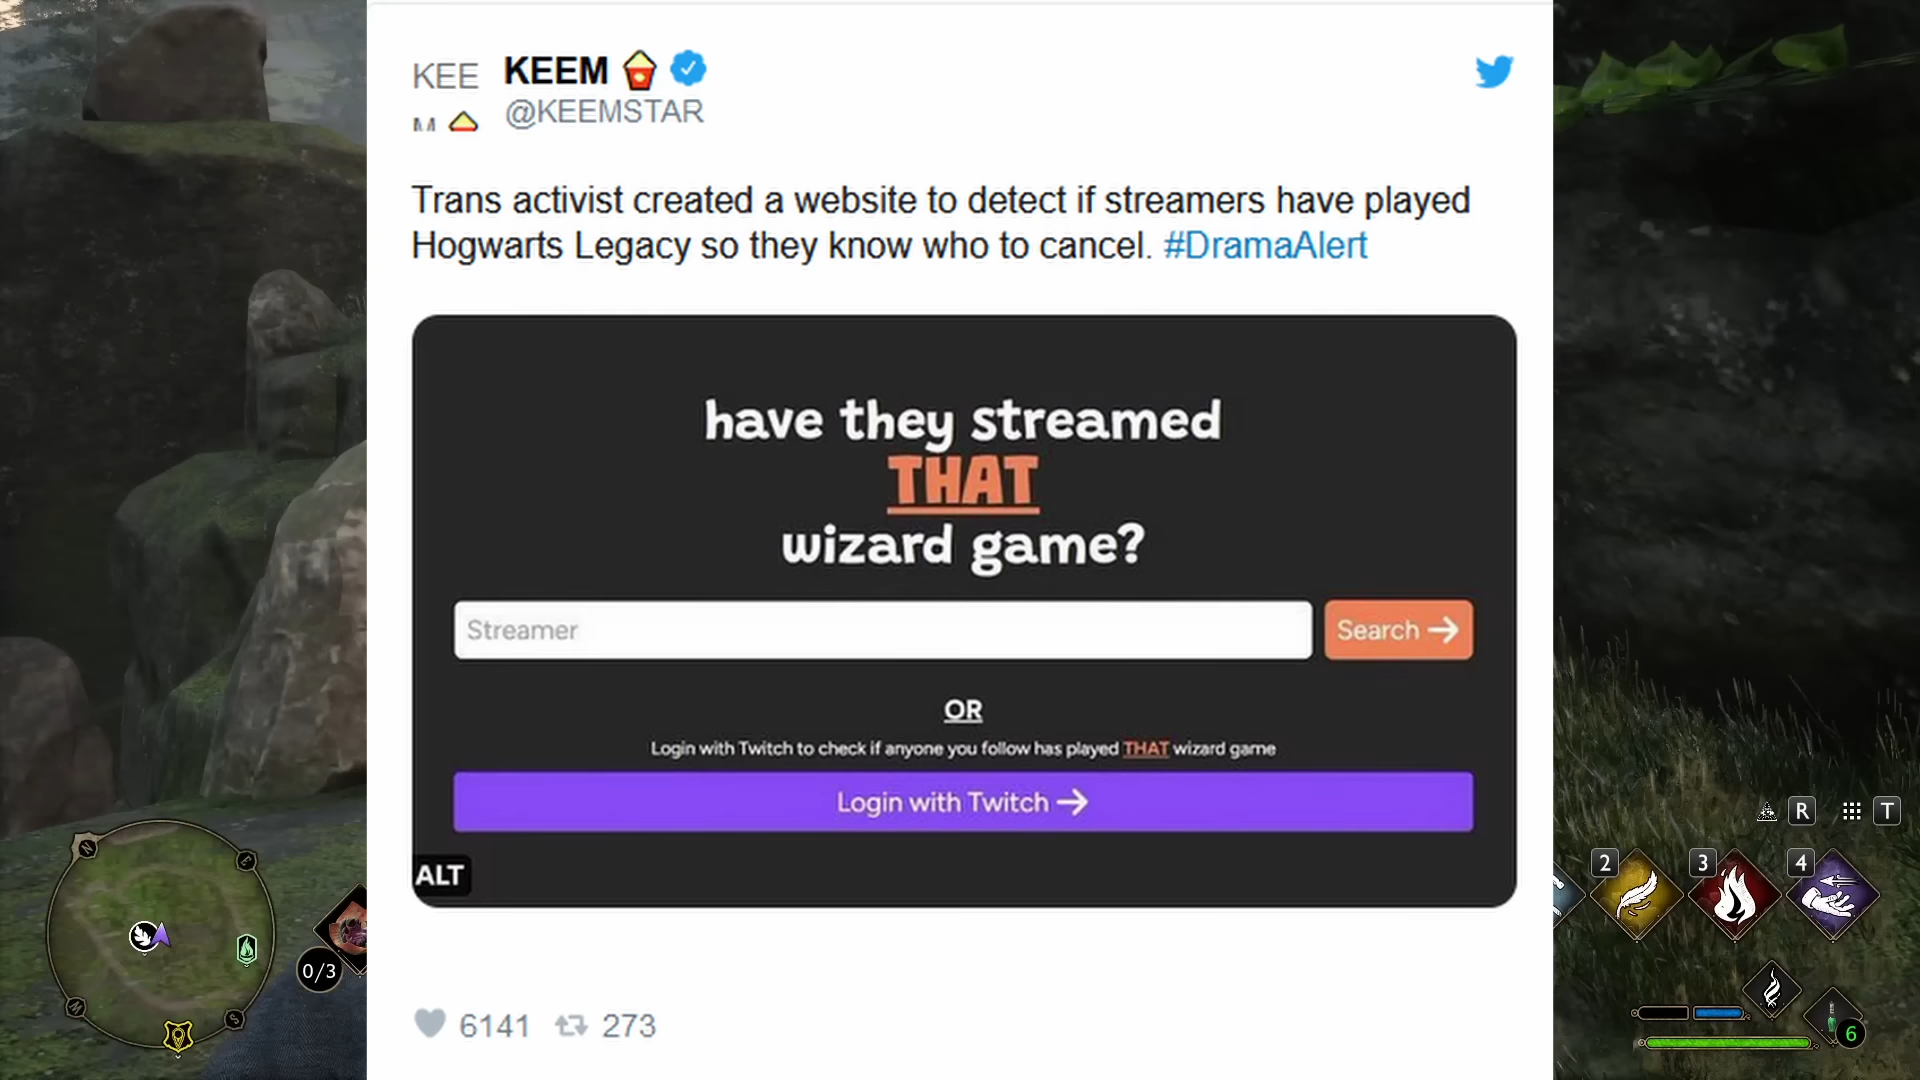 KEE
M
KEEM
@KEEMSTAR
Trans activist created a website to detect if streamers have played
Hogwarts Legacy so they know who to cancel. #DramaAlert
have they streamed
THAT
wizard game?
Streamer
Search →
OR
Login with Twitch to check if anyone you follow has played THAT wizard game
Login with Twitch →
ALT
6141 273
R T
2 3 4
N E
0/3
W S
6